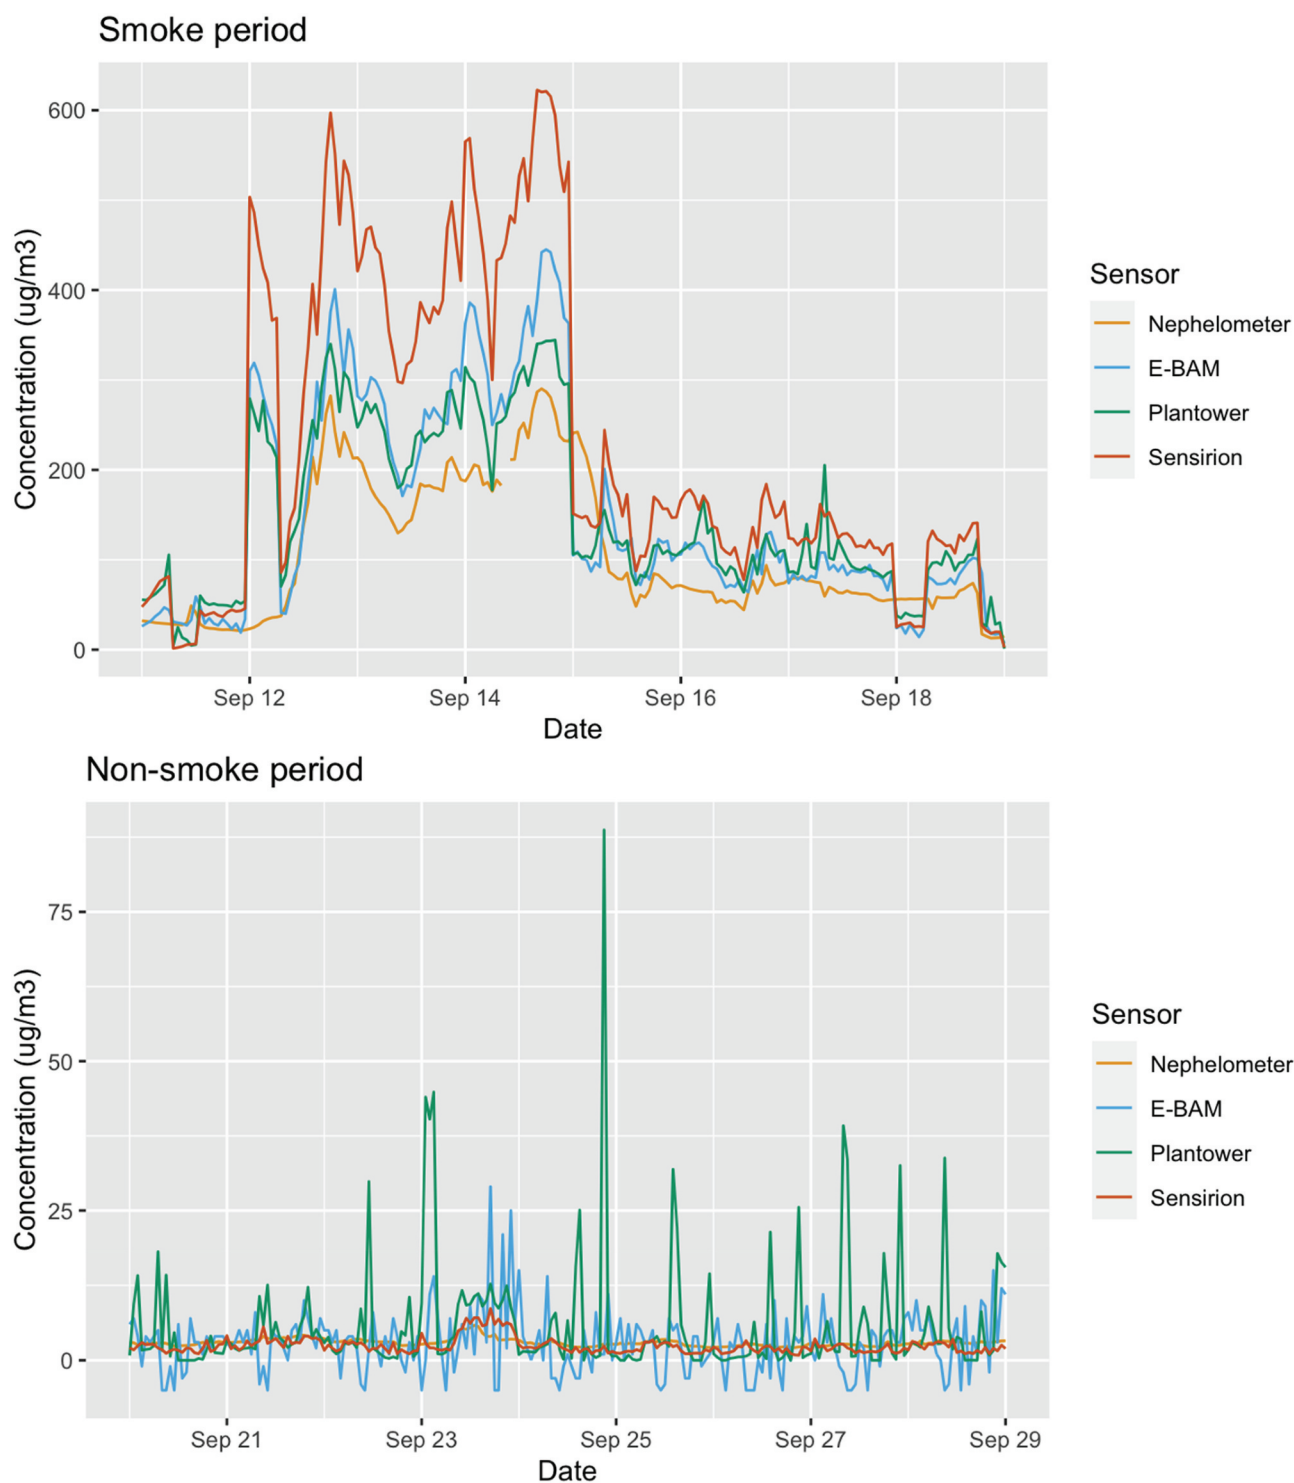 Smoke period
600
400
200
0
Concentration (ug/m3)
Sep 12 Sep 14 Sep 16 Sep 18
Date
Sensor
Nephelometer
E-BAM
Plantower
Sensirion
Non-smoke period
75
50
25
0
Concentration (ug/m3)
Sep 21 Sep 23 Sep 25 Sep 27 Sep 29
Date
Sensor
Nephelometer
E-BAM
Plantower
Sensirion